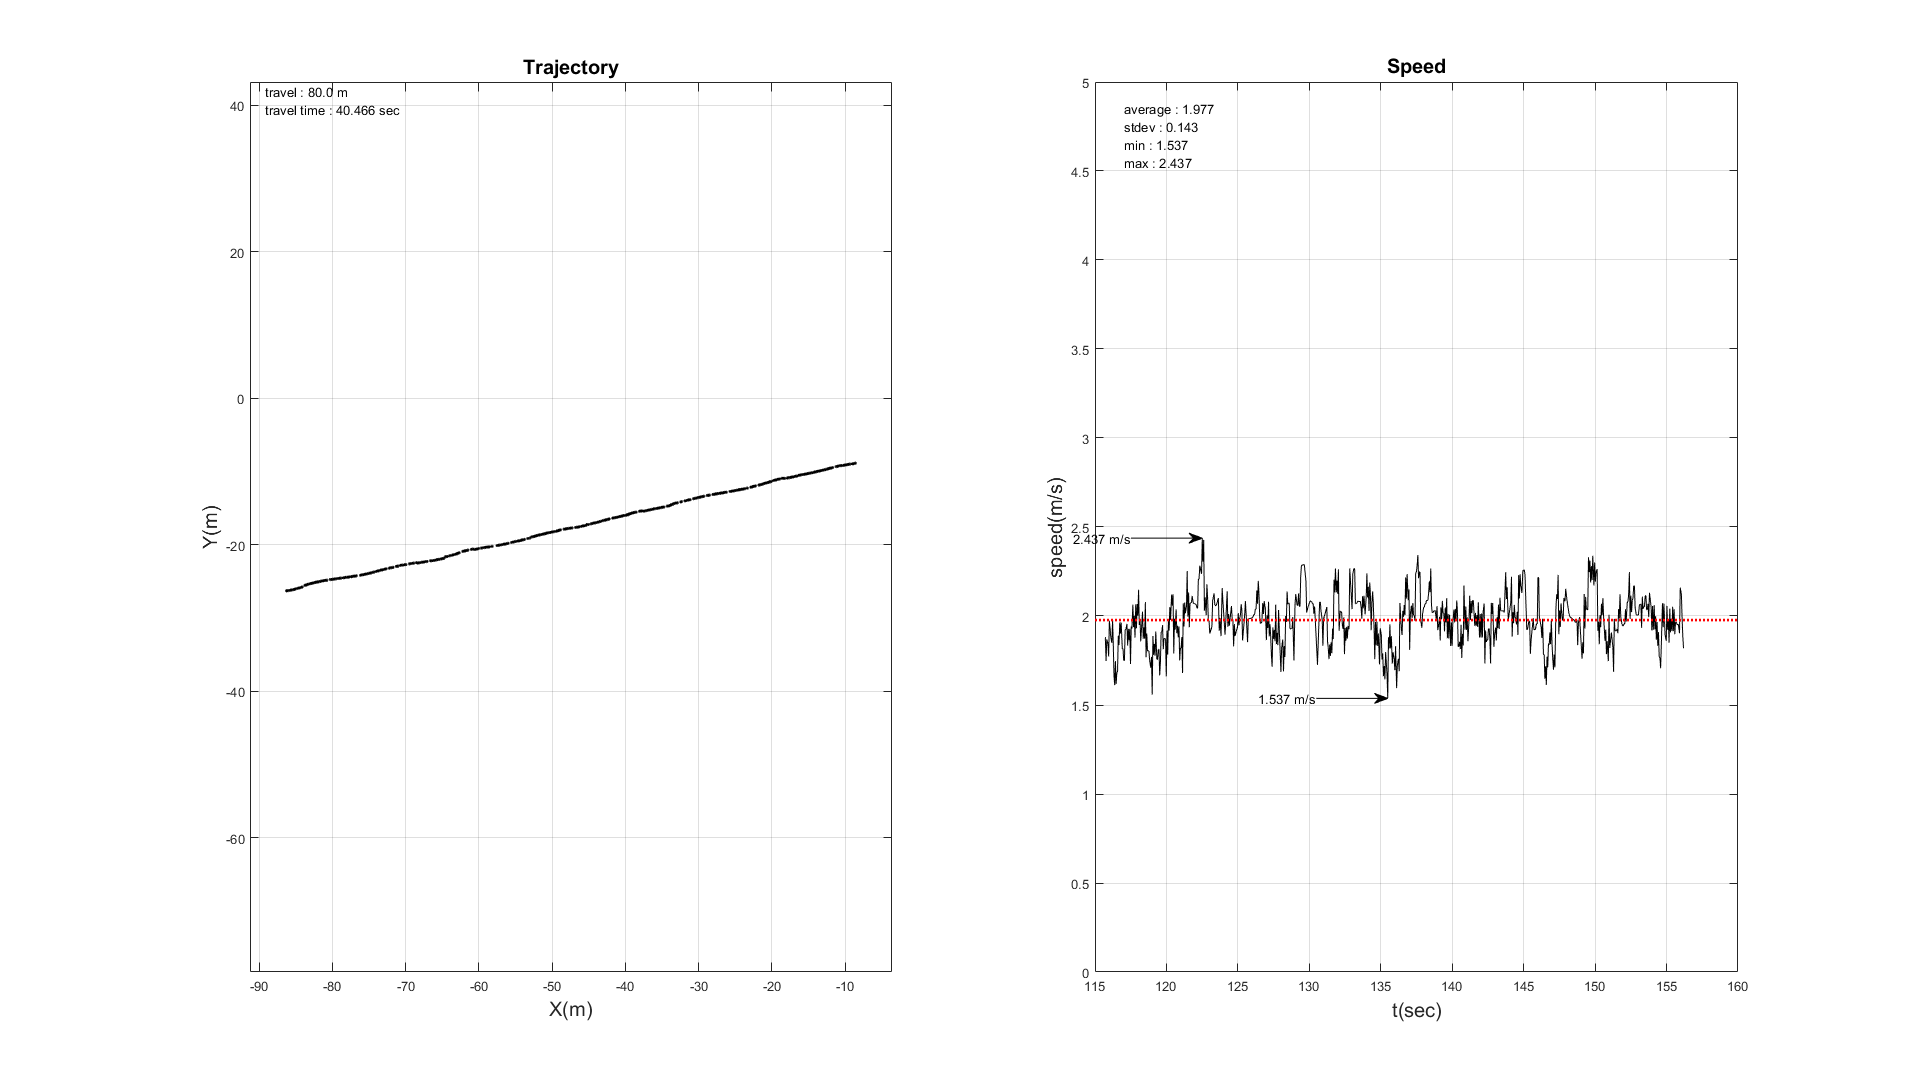 Trajectory
travel : 80.0 m
travel time : 40.466 sec
40
20
0
-20
-40
-60
Y(m)
-90 -80 -70 -60 -50 -40 -30 -20 -10
X(m)
Speed
average : 1.977
stdev : 0.143
min : 1.537
max : 2.437
5
4.5
4
3.5
3
2.5
2
1.5
1
0.5
0
speed(m/s)
2.437 m/s
1.537 m/s
115 120 125 130 135 140 145 150 155 160
t(sec)